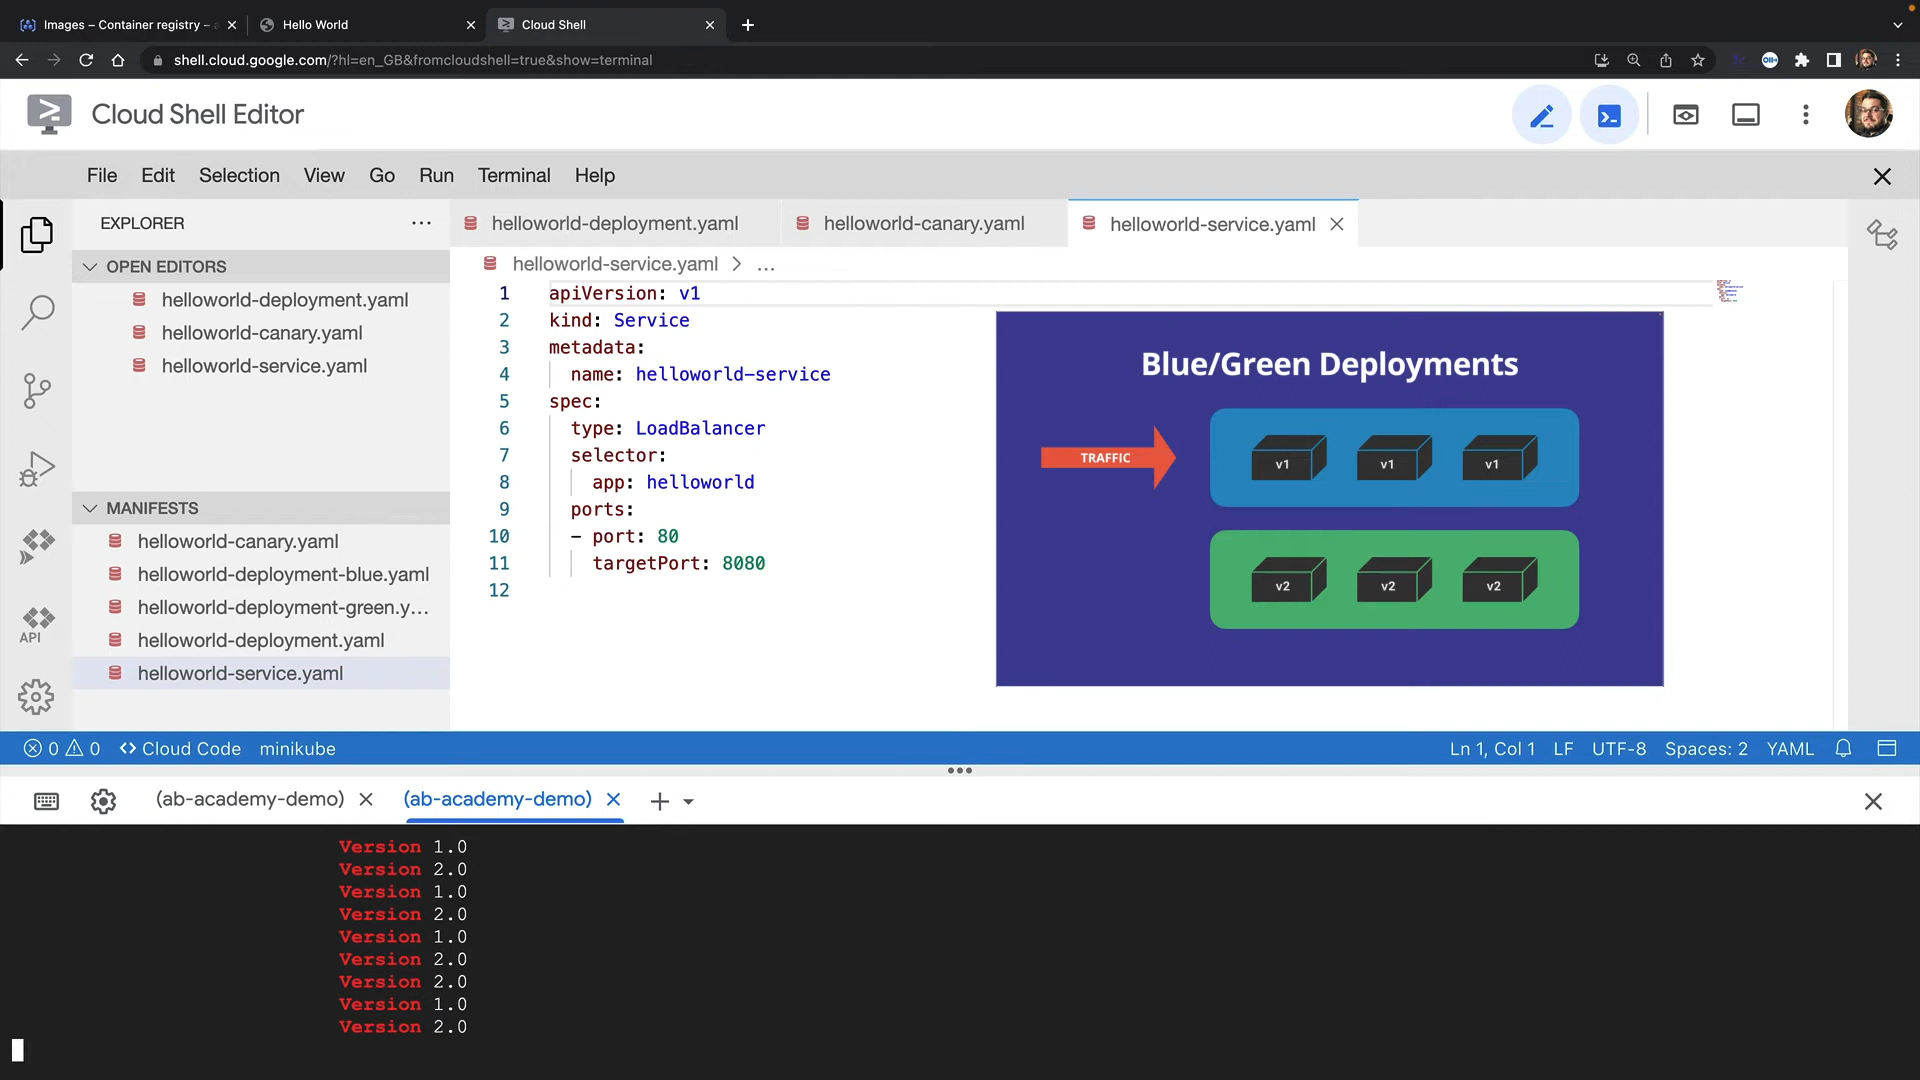 Images – Container registry – a
Hello World
Cloud Shell
shell.cloud.google.com/?hl=en_GB&fromcloudshell=true&show=terminal
Cloud Shell Editor
File Edit Selection View Go Run Terminal Help
EXPLORER
helloworld-deployment.yaml
helloworld-canary.yaml
helloworld-service.yaml
OPEN EDITORS
helloworld-deployment.yaml
helloworld-canary.yaml
helloworld-service.yaml
MANIFESTS
helloworld-canary.yaml
helloworld-deployment-blue.yaml
helloworld-deployment-green.y...
helloworld-deployment.yaml
helloworld-service.yaml
API
helloworld-service.yaml > ...
1 apiVersion: v1
2 kind: Service
3 metadata:
4 name: helloworld-service
5 spec:
6 type: LoadBalancer
7 selector:
8 app: helloworld
9 ports:
10 - port: 80
11 targetPort: 8080
12
Blue/Green Deployments
TRAFFIC
v1 v1 v1
v2 v2 v2
0 0 Cloud Code minikube
Ln 1, Col 1 LF UTF-8 Spaces: 2 YAML
(ab-academy-demo)
(ab-academy-demo)
Version 1.0
Version 2.0
Version 1.0
Version 2.0
Version 1.0
Version 2.0
Version 2.0
Version 1.0
Version 2.0